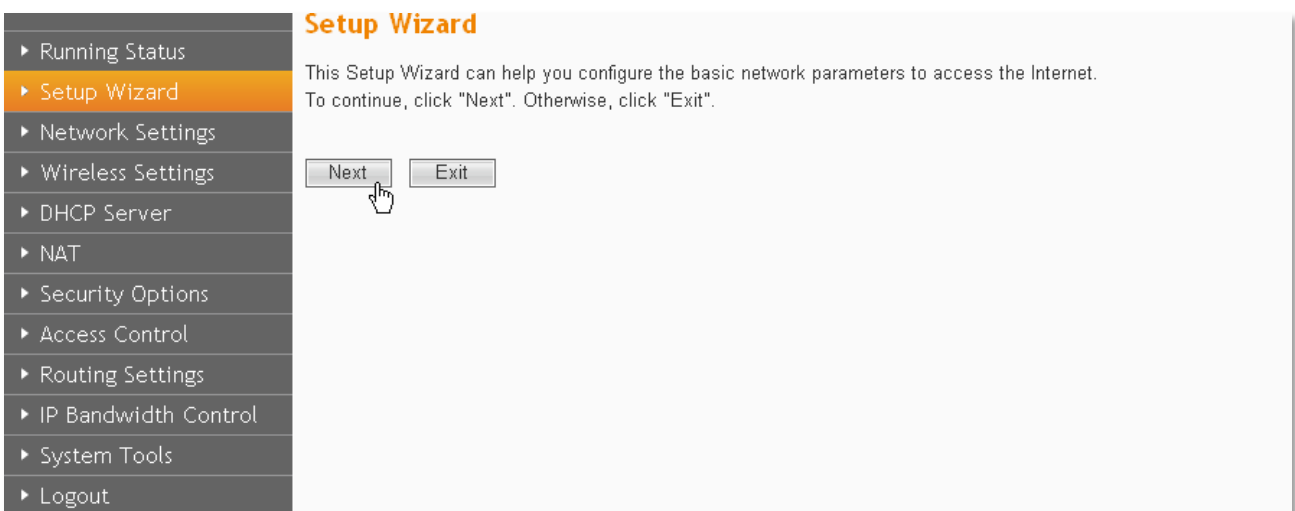 Running Status
Setup Wizard
Network Settings
Wireless Settings
DHCP Server
NAT
Security Options
Access Control
Routing Settings
IP Bandwidth Control
System Tools
Logout
Setup Wizard
This Setup Wizard can help you configure the basic network parameters to access the Internet.
To continue, click "Next". Otherwise, click "Exit".
Next Exit